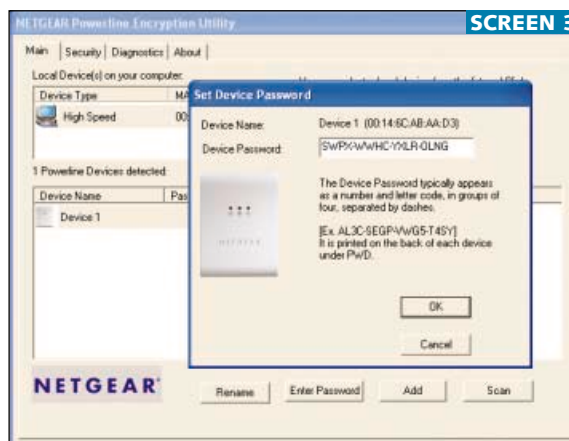 NETGEAR Powerline Encryption Utility
SCREEN 3
Main Security Diagnostics About
Local Device(s) on your computer:
Device Type MA
High Speed 00:
Set Device Password
Device Name: Device 1 (00:14:6C:AB:AA:D3)
Device Password: SWPX-WWHC-YXLR-OLNG
The Device Password typically appears
as a number and letter code, in groups of
four, separated by dashes.
[Ex. AL3C-SEGP-VWG5-T4SY]
It is printed on the back of each device
under PWD.
NETGEAR
OK
Cancel
1 Powerline Devices detected
Device Name Pas
Device 1
NETGEAR
Rename Enter Password Add Scan